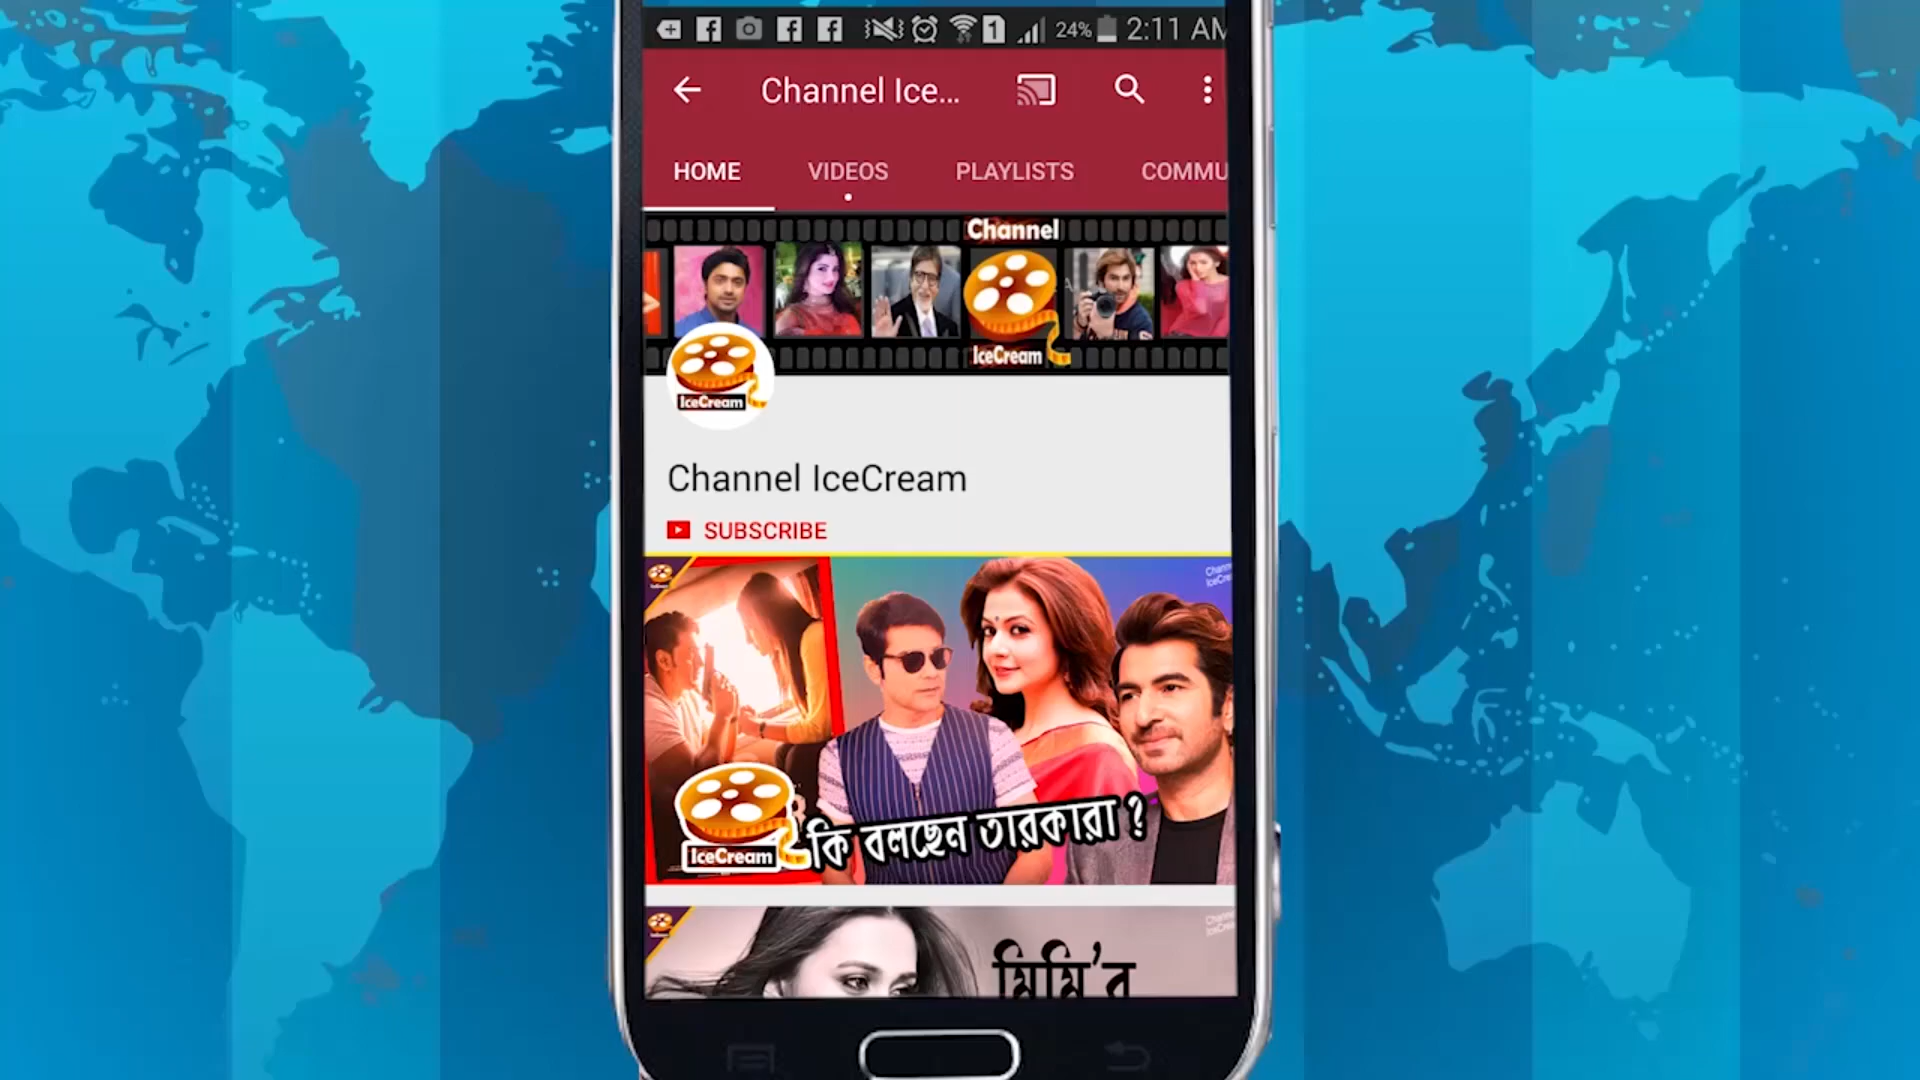 24% 2:11 AM
Channel Ice...
HOME VIDEOS PLAYLISTS COMMU
Channel
IceCream
IceCream
Channel IceCream
SUBSCRIBE
IceCream
কি বলছেন তারকারা ?
মিমি'র